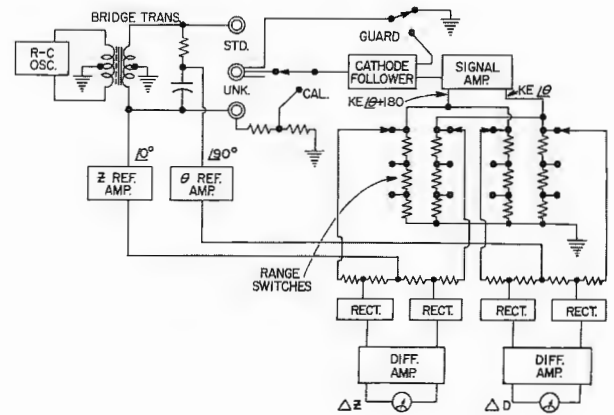 BRIDGE TRANS.
R-C
OSC.
STD.
UNK.
CAL.
GUARD
CATHODE
FOLLOWER
SIGNAL
AMP.
KE/θ+180
KE/θ
/0°
/90°
Z REF.
AMP.
θ REF.
AMP.
RANGE
SWITCHES
RECT.
RECT.
RECT.
RECT.
DIFF.
AMP.
DIFF.
AMP.
ΔZ
ΔD